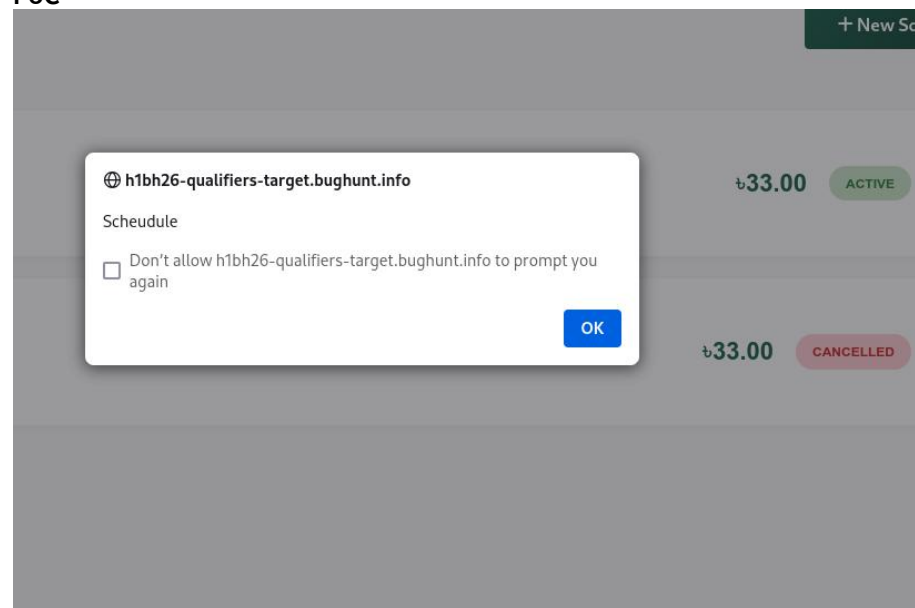 PoC
+ New Sc
h1bh26-qualifiers-target.bughunt.info
৳33.00 ACTIVE
Scheudule
Don't allow h1bh26-qualifiers-target.bughunt.info to prompt you
again
OK
৳33.00 CANCELLED